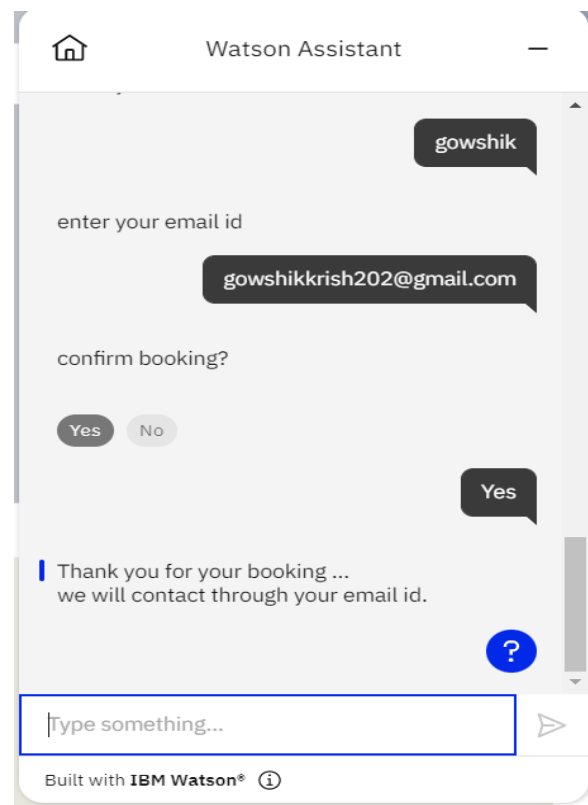 Watson Assistant
gowshik
enter your email id
gowshikkrish202@gmail.com
confirm booking?
Yes No
Yes
Thank you for your booking ...
we will contact through your email id.
?
Type something...
Built with IBM Watson®